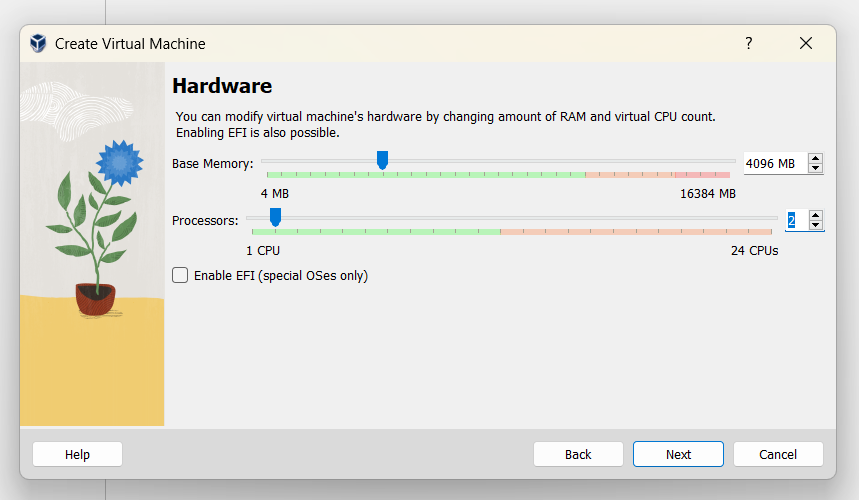 Create Virtual Machine
?
Hardware
You can modify virtual machine's hardware by changing amount of RAM and virtual CPU count.
Enabling EFI is also possible.
Base Memory:
4096 MB
4 MB
16384 MB
Processors:
2
1 CPU
24 CPUs
Enable EFI (special OSes only)
Help
Back
Next
Cancel